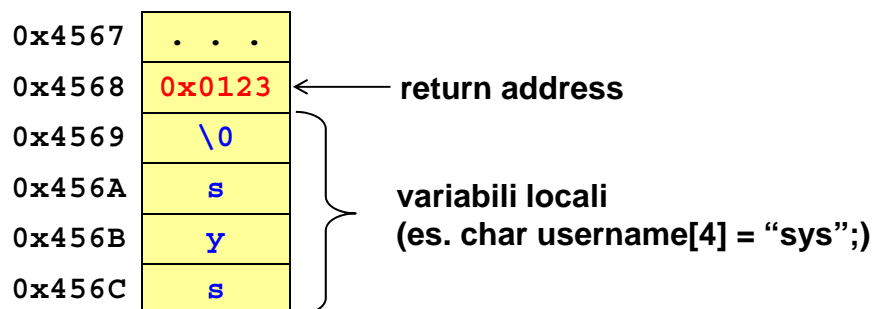 0x4567 . . .
0x4568 0x0123 return address
0x4569 \0
0x456A s
variabili locali
0x456B y (es. char username[4] = “sys”;)
0x456C s